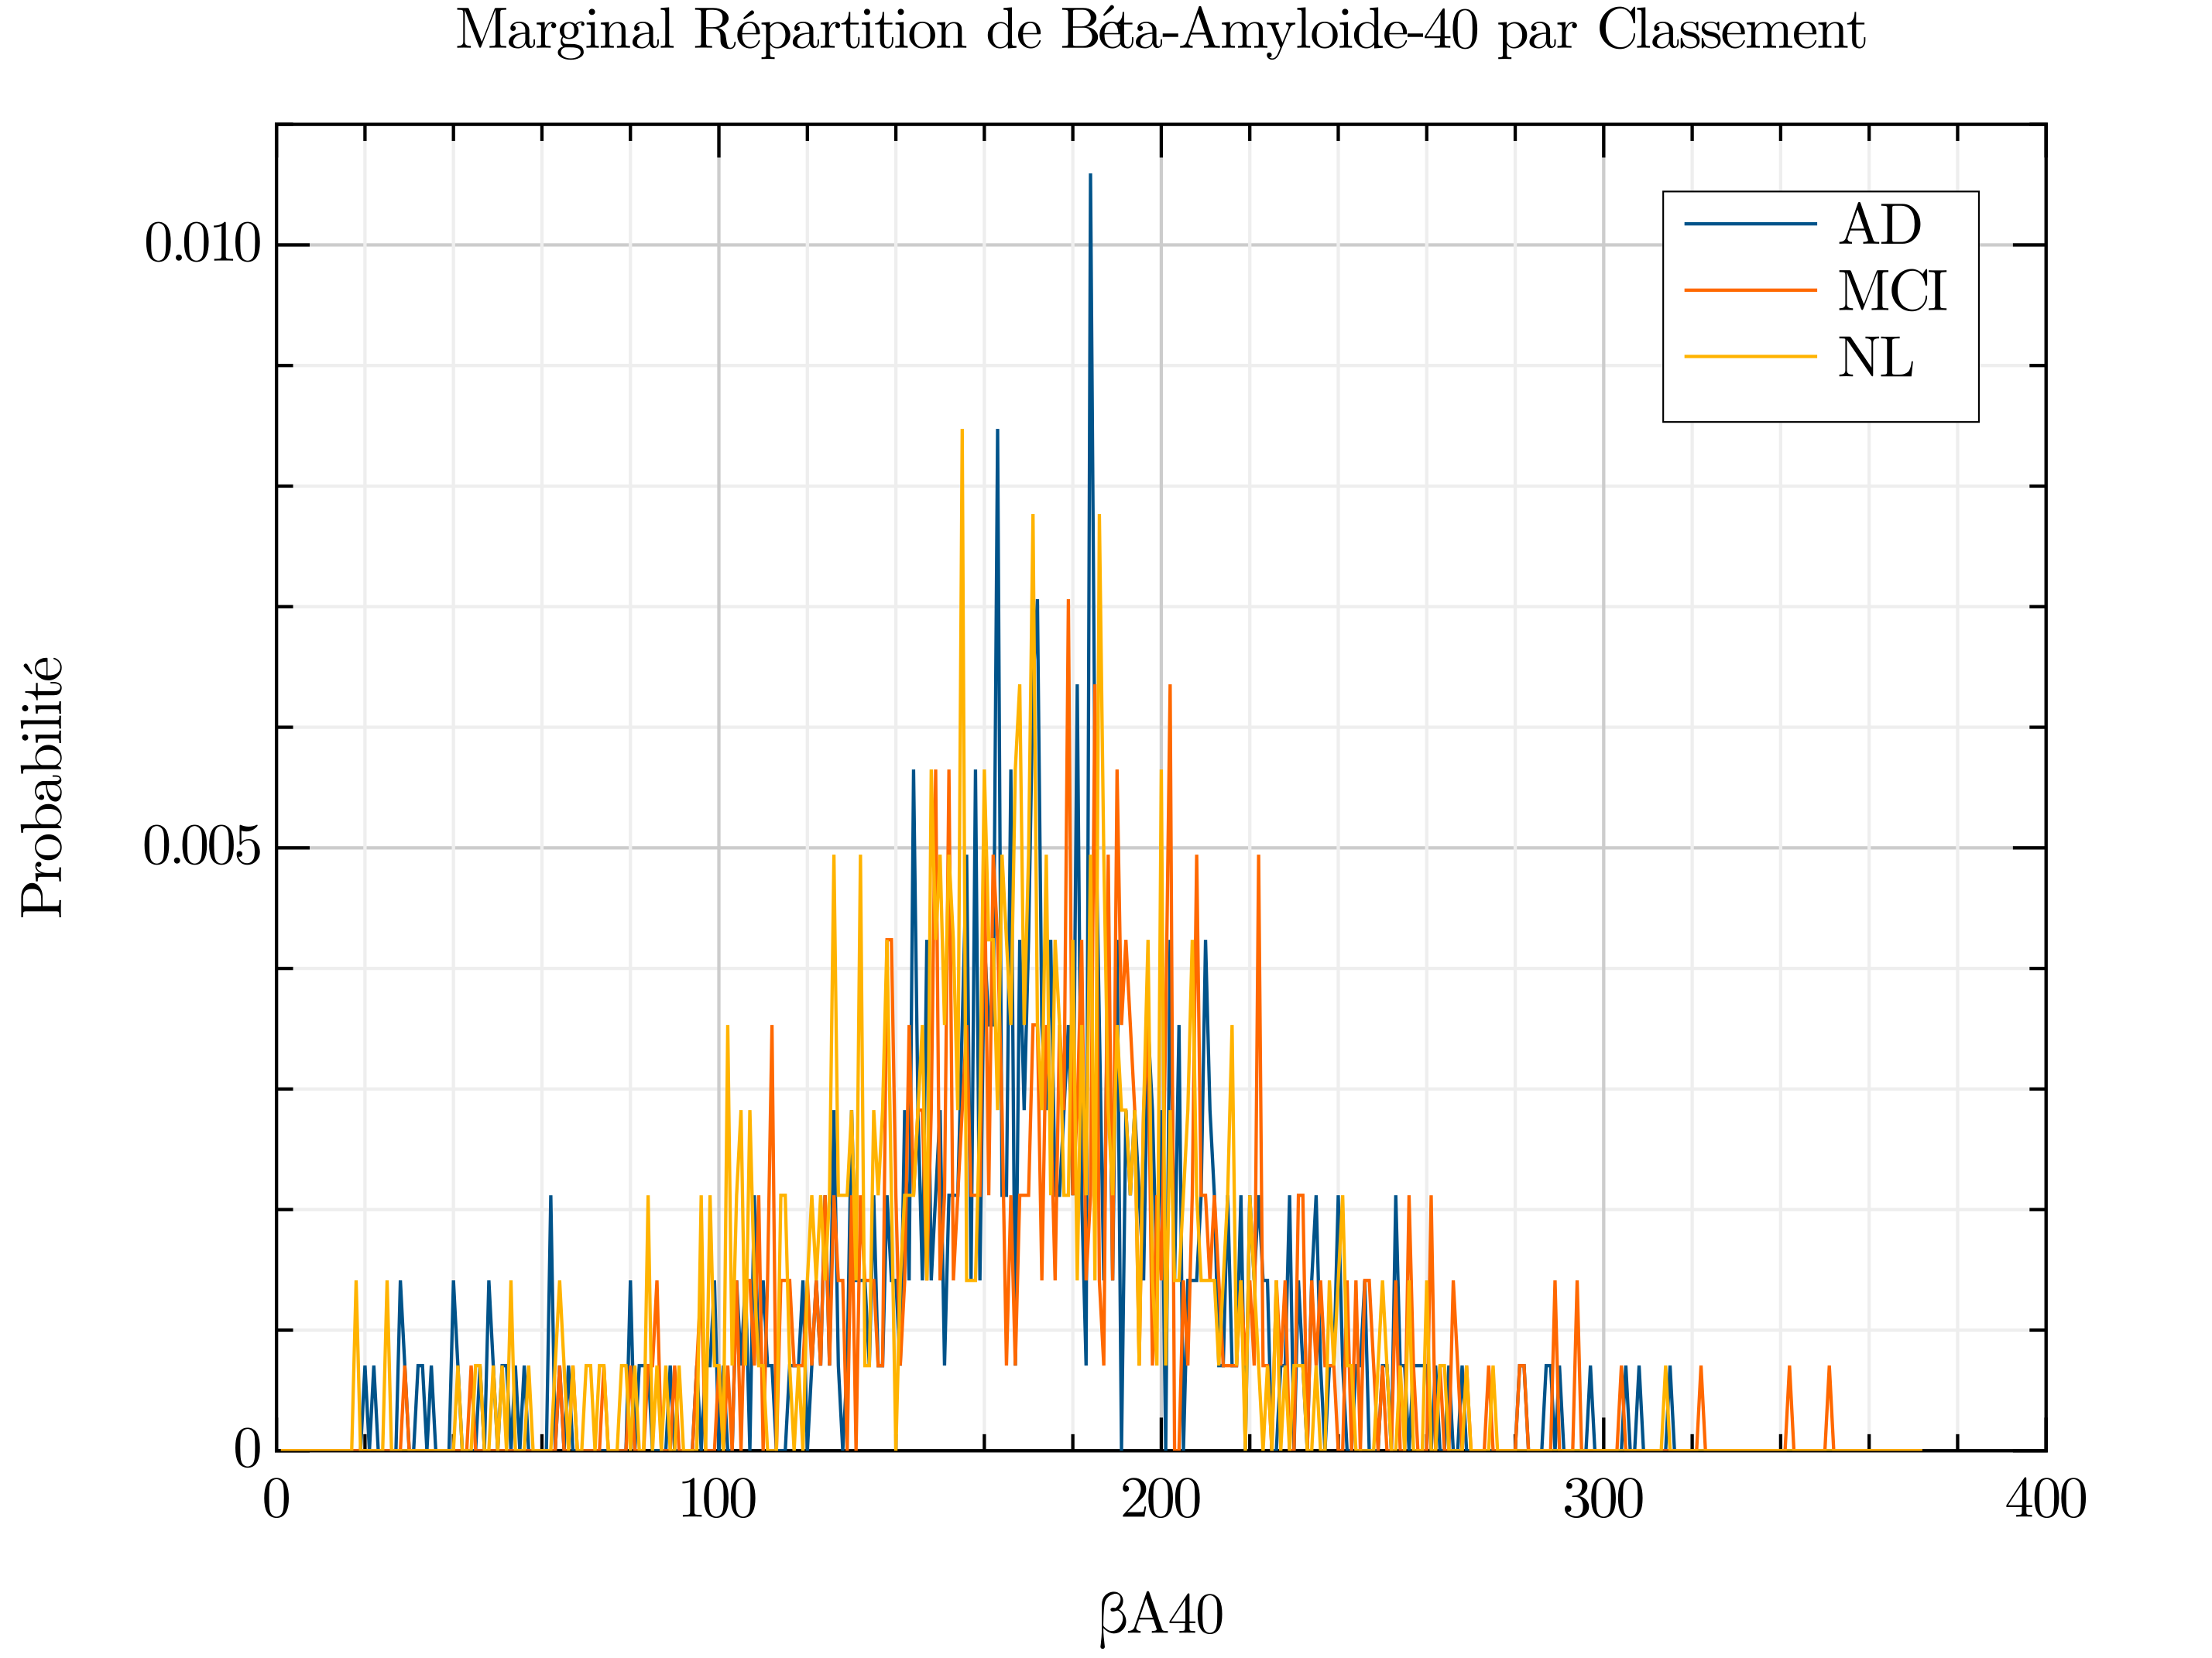 Marginal Répartition de Béta-Amyloide-40 par Classement
AD
MCI
NL
0.010
0.005
0
Probabilité
0 100 200 300 400
βA40